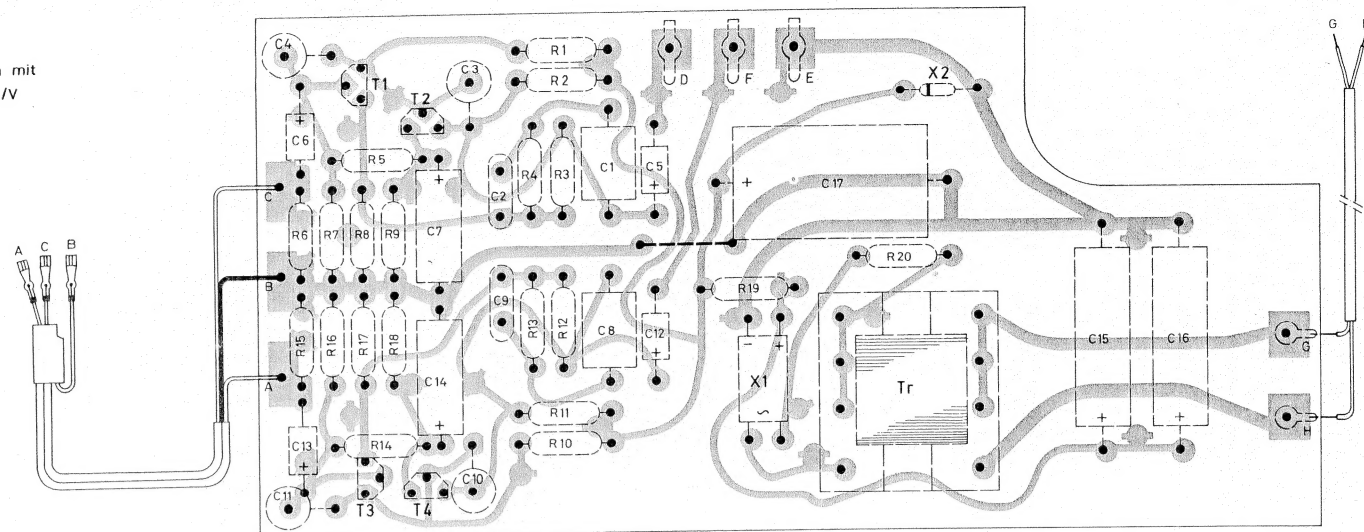 mit
/V
G
C4
T1
C3
R1
R2
D
F
E
X2
T2
C6
R5
R4
R3
C1
C5
+
+
C17
C2
C
R6
R7
R8
R9
C7
+
+
A
C
B
B
R20
R19
C9
R15
R16
R17
R18
R13
R12
C8
C12
+
-
+
X1
~
Tr
C15
C16
G
A
C14
+
R11
R10
+
+
H
C13
+
R14
C11
T3
T4
C10